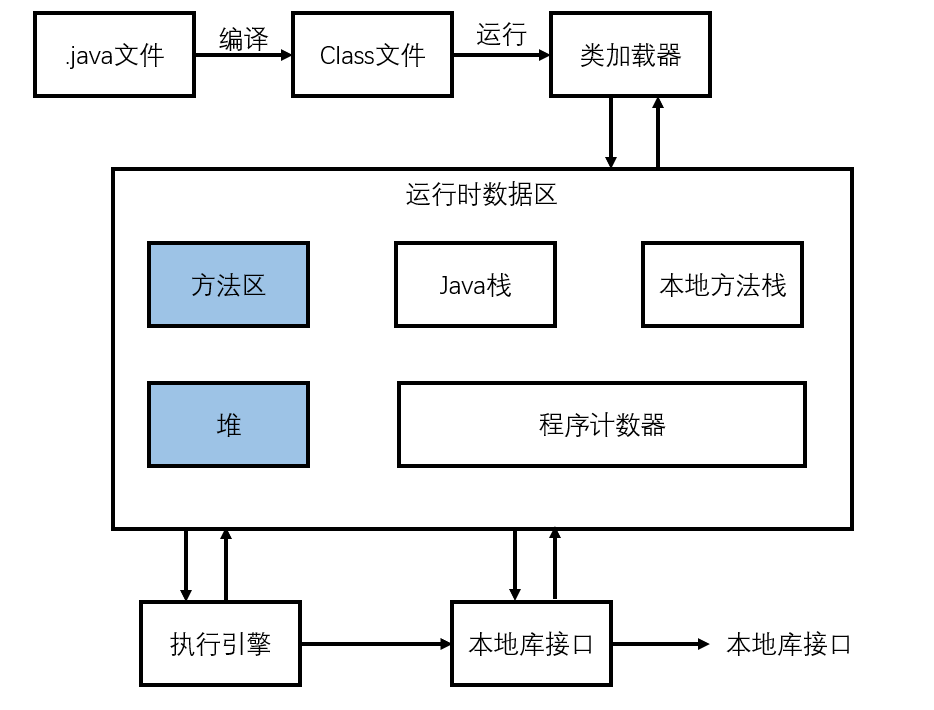 .java文件
编译
Class文件
运行
类加载器
运行时数据区
方法区
Java栈
本地方法栈
堆
程序计数器
执行引擎
本地库接口
本地库接口